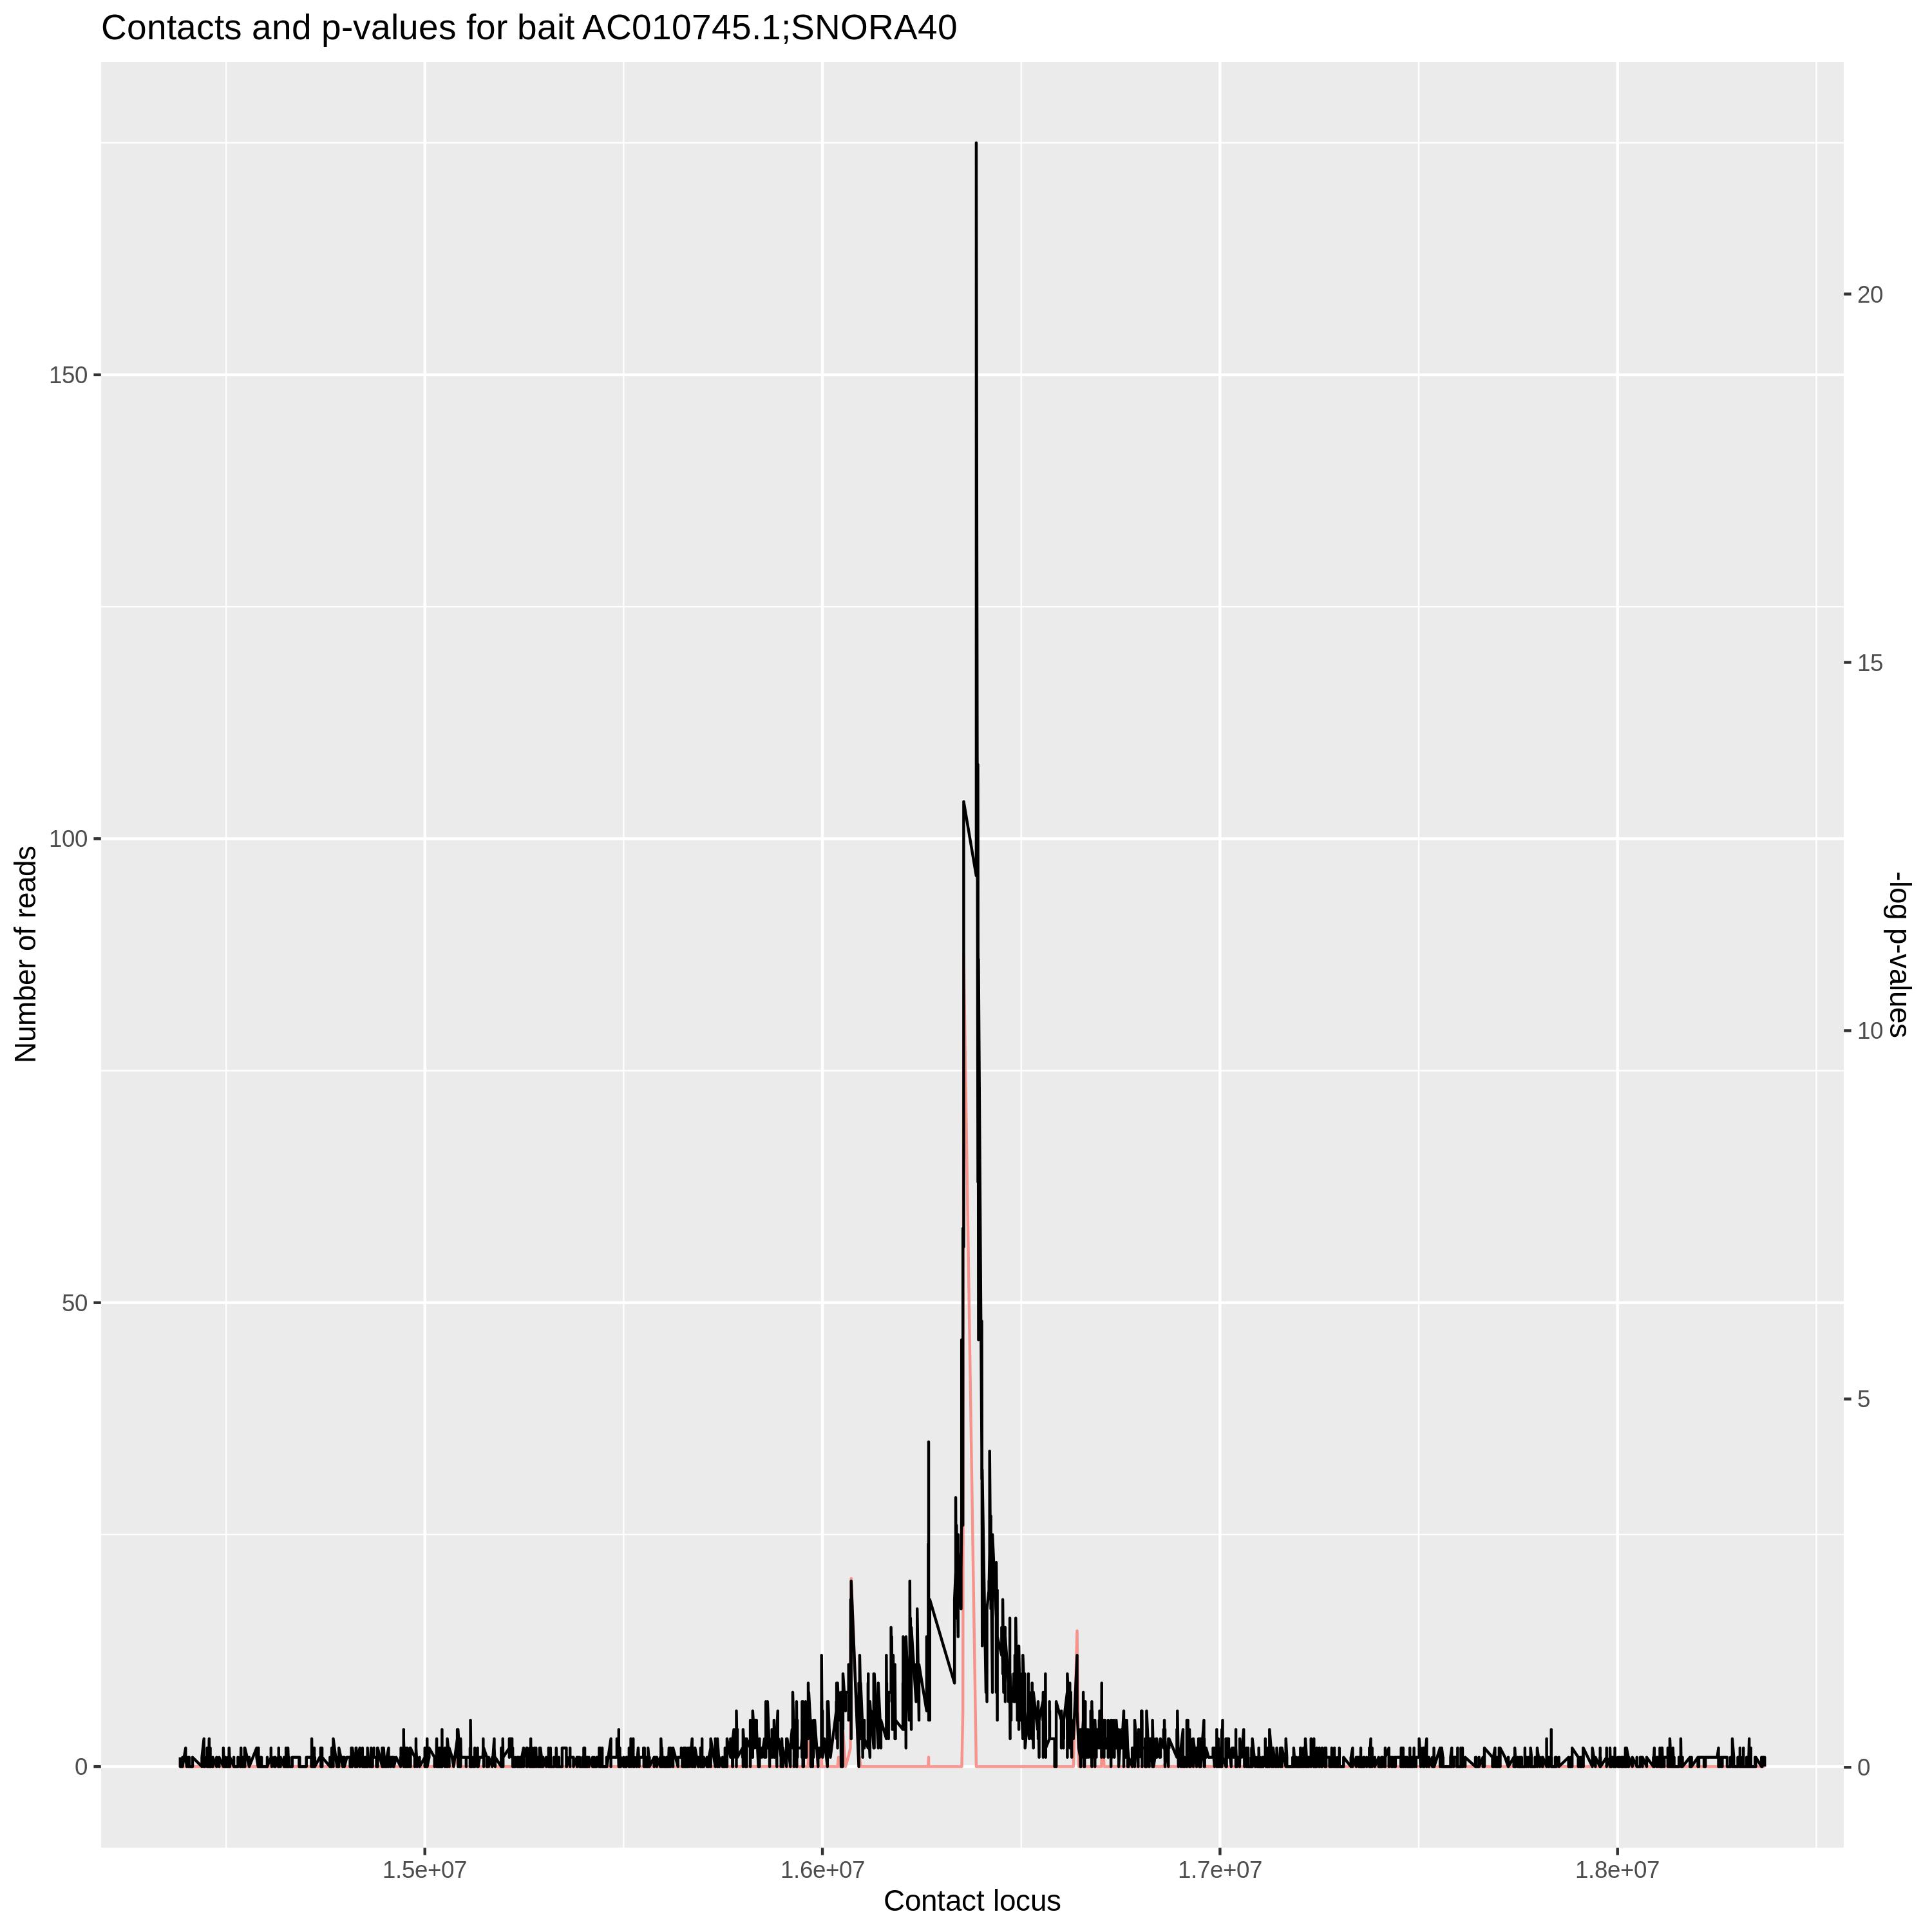 Contacts and p-values for bait AC010745.1;SNORA40
150
100
50
0
Number of reads
20
15
10
5
0
-log p-values
1.5e+07
1.6e+07
1.7e+07
1.8e+07
Contact locus